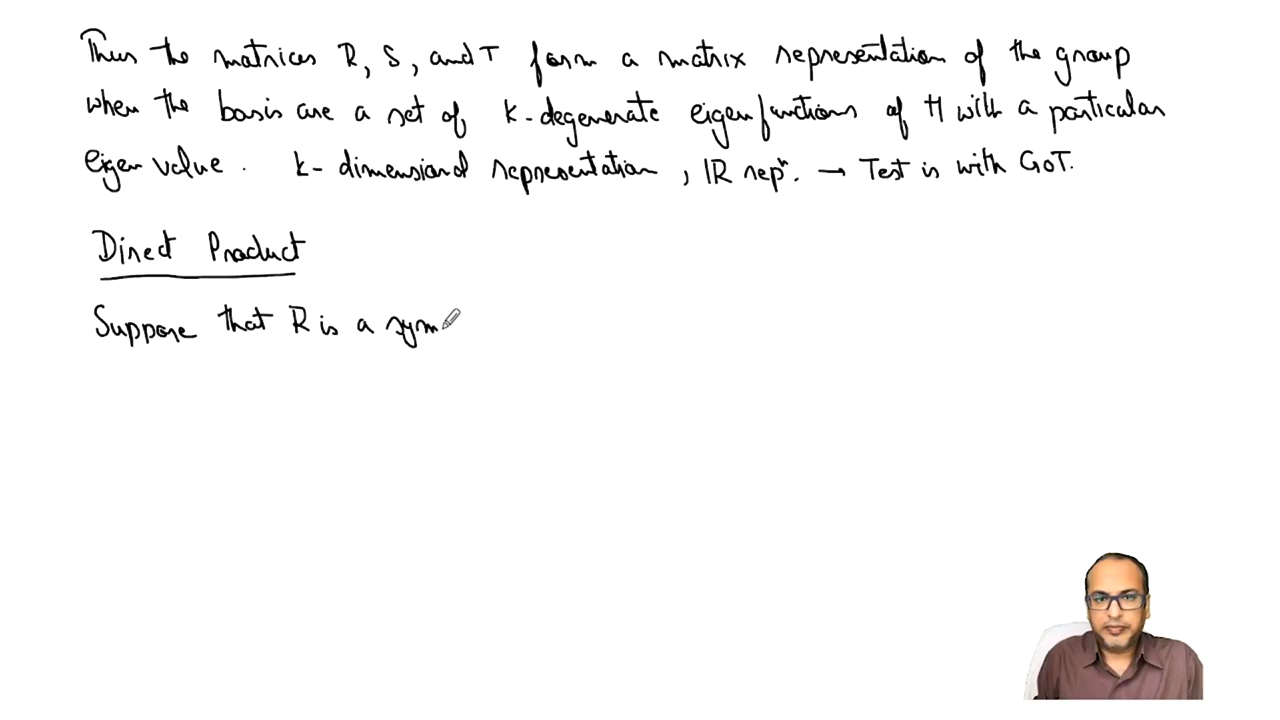 Thus the matrices R, S, and T form a matrix representation of the group
when the basis are a set of k-degenerate eigenfunctions of H with a particular
eigen value. k-dimensional representation, IR repn. → Test is with GOT.
Direct Product
Suppose that R is a sym